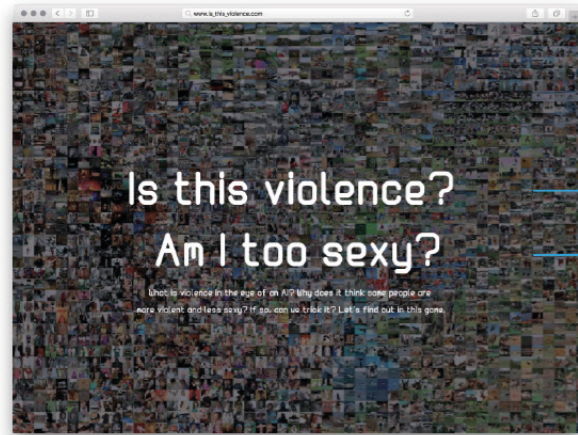 www.is_this_violence.com
Is this violence?
Am I too sexy?
What is violence in the eye of an AI? Why does it think some people are
more violent and less sexy? If so, can we trick it? Let's find out in this game.